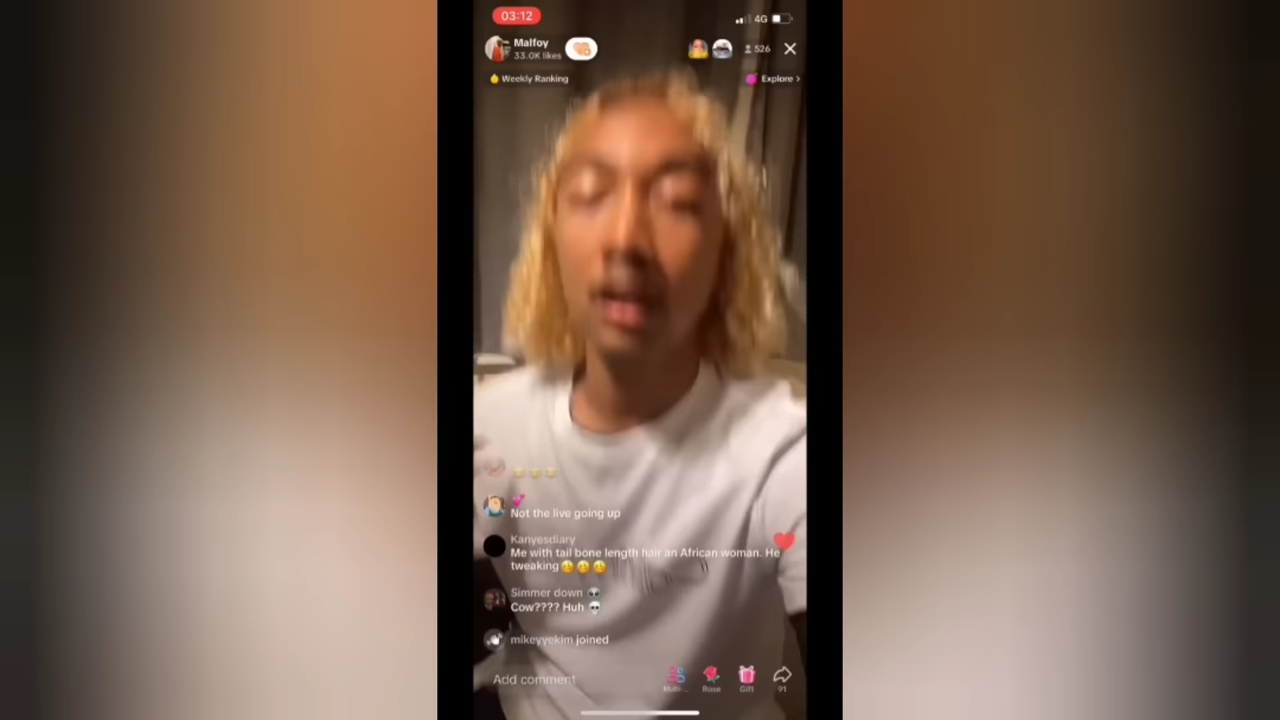 03:12
4G
Malfoy
33.0K likes
526
Weekly Ranking
Explore >
Not the live going up
Kanyesdiary
Me with tail bone length hair an African woman. He
tweaking
Simmer down
Cow???? Huh
mikeyyekim joined
Add comment
Multi-...
Rose
Gift
91